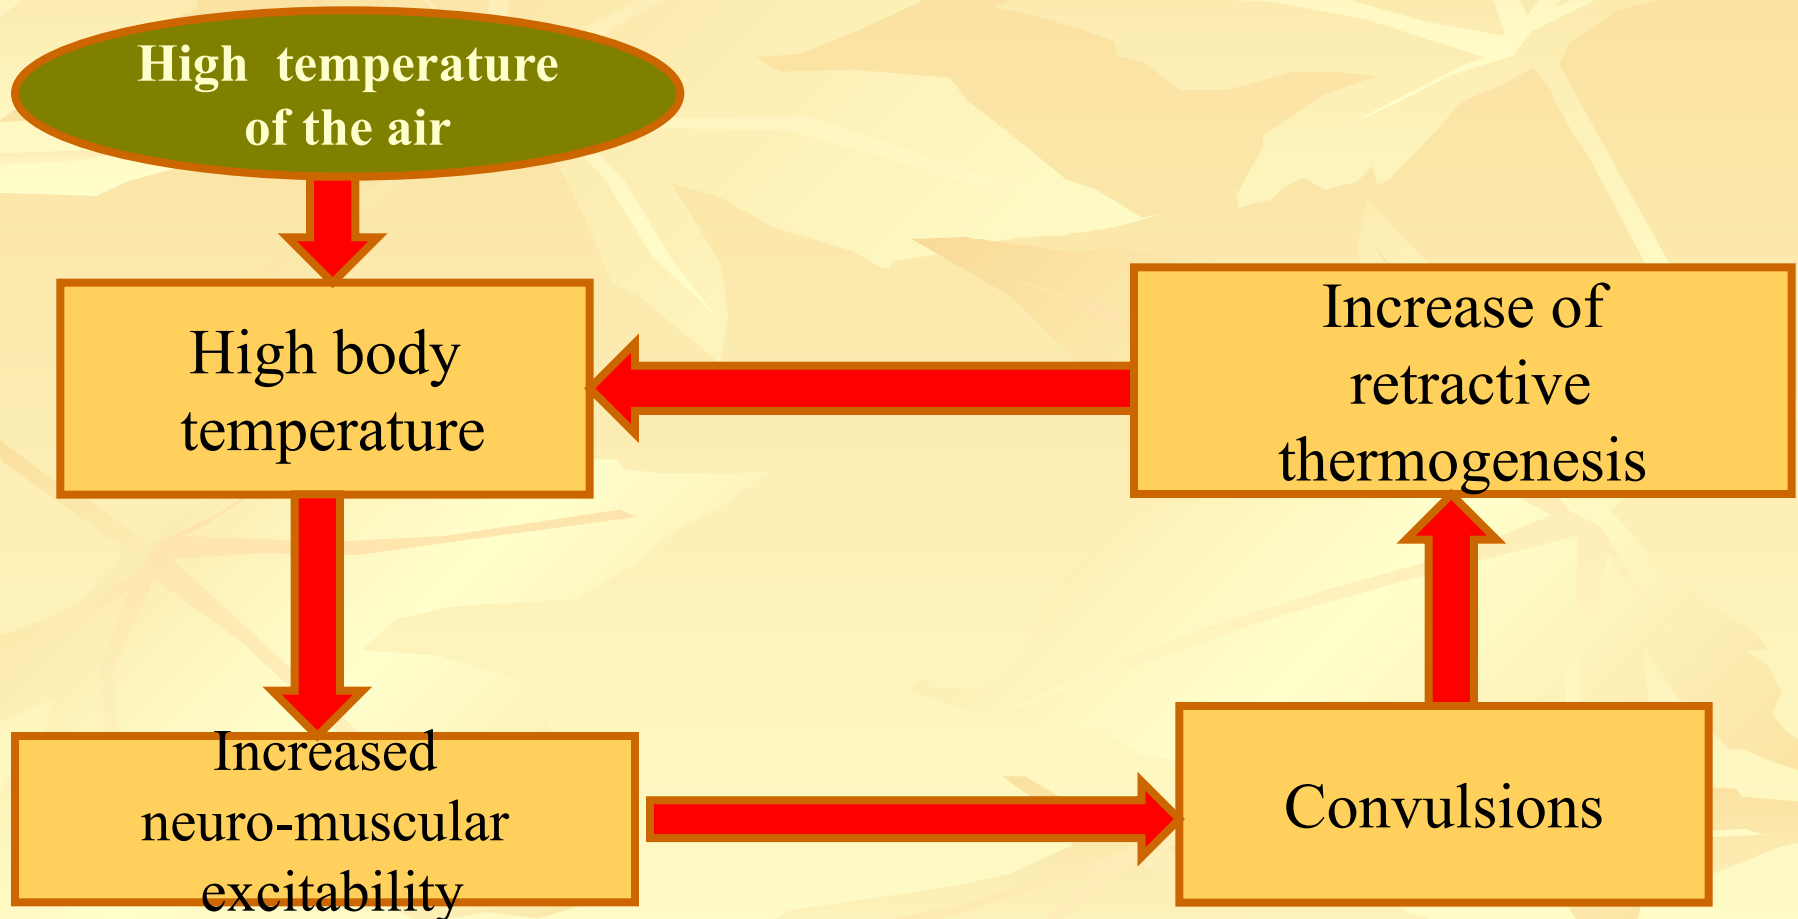 High temperature
of the air
High body
temperature
Increase of
retractive
thermogenesis
Increased
neuro-muscular
excitability
Convulsions